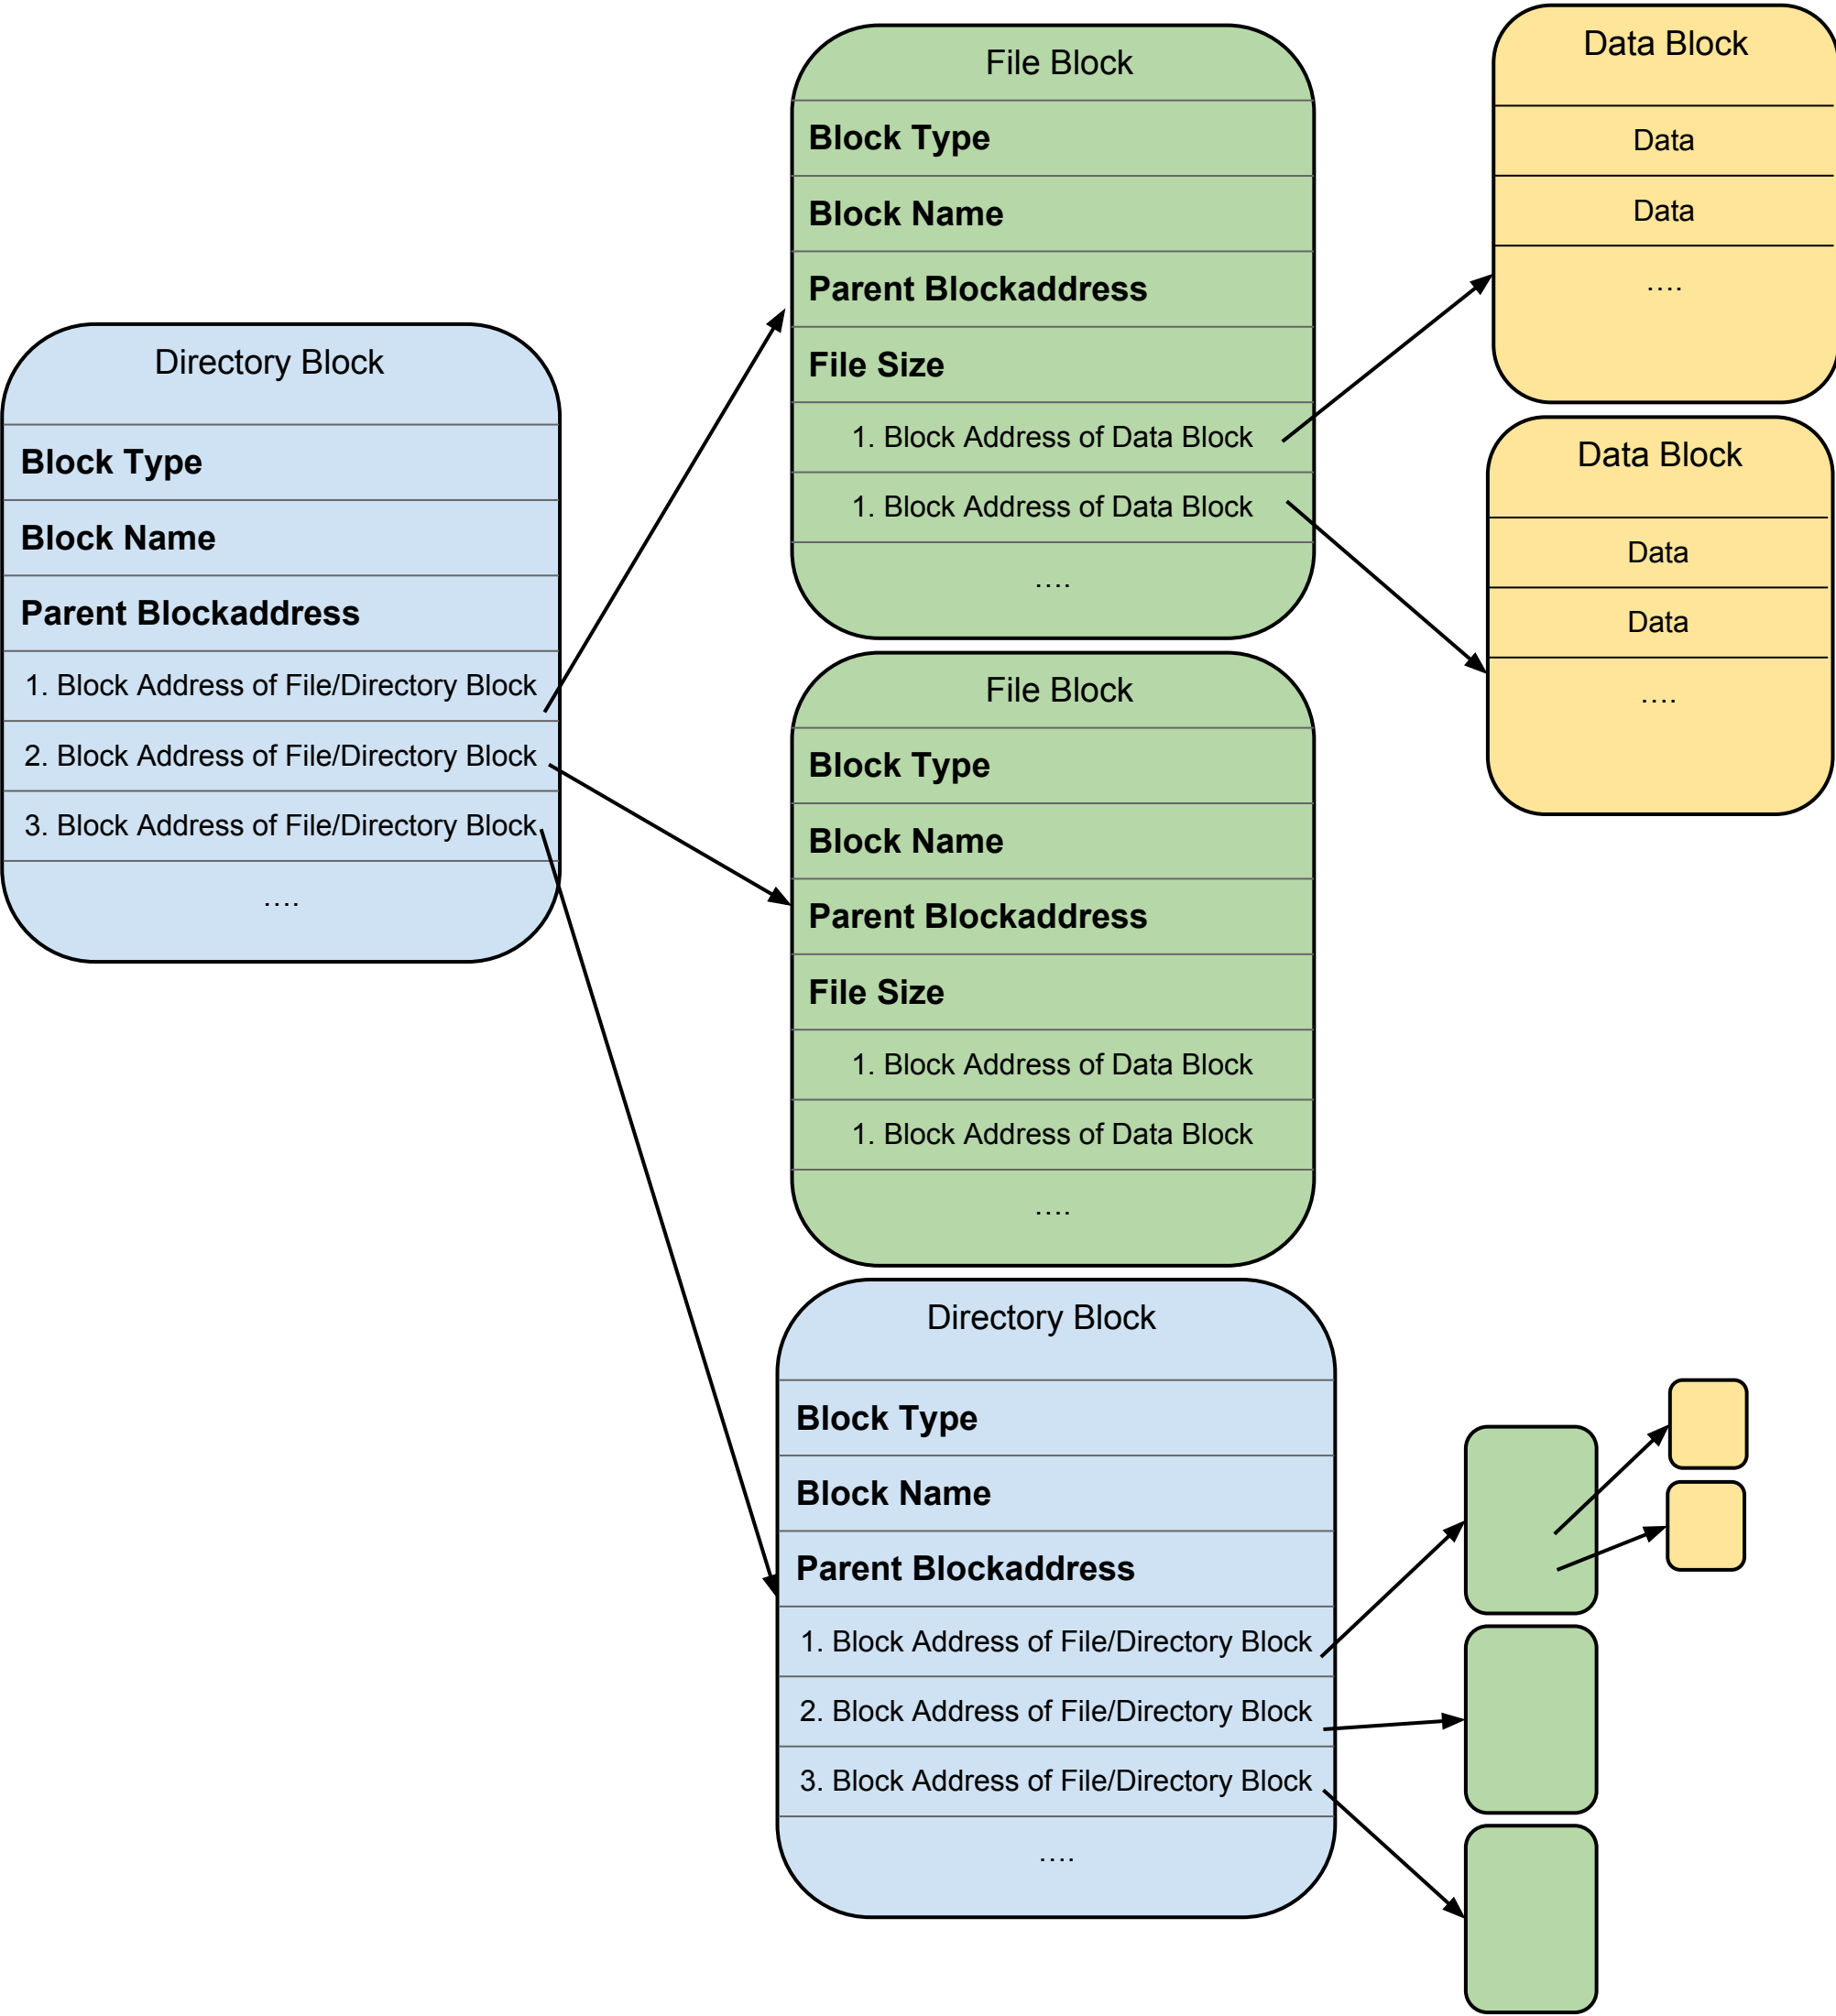 Directory Block
Block Type
Block Name
Parent Blockaddress
1. Block Address of File/Directory Block
2. Block Address of File/Directory Block
3. Block Address of File/Directory Block
....
File Block
Block Type
Block Name
Parent Blockaddress
File Size
1. Block Address of Data Block
1. Block Address of Data Block
....
Data Block
Data
Data
....
Data Block
Data
Data
....
File Block
Block Type
Block Name
Parent Blockaddress
File Size
1. Block Address of Data Block
1. Block Address of Data Block
....
Directory Block
Block Type
Block Name
Parent Blockaddress
1. Block Address of File/Directory Block
2. Block Address of File/Directory Block
3. Block Address of File/Directory Block
....